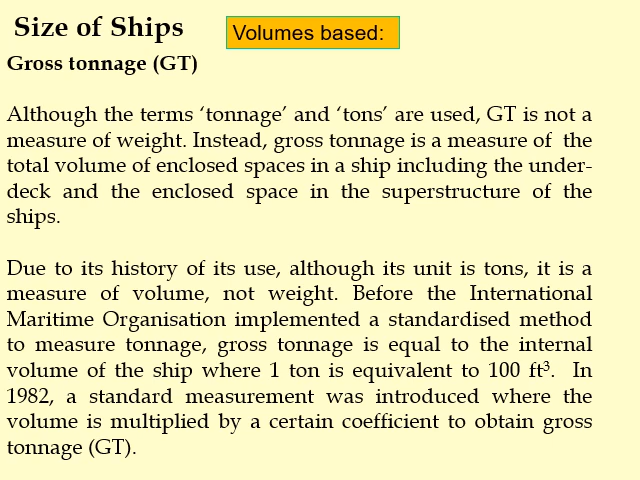 Size of Ships
Volumes based:
Gross tonnage (GT)
Although the terms ‘tonnage’ and ‘tons’ are used, GT is not a
measure of weight. Instead, gross tonnage is a measure of the
total volume of enclosed spaces in a ship including the under-
deck and the enclosed space in the superstructure of the
ships.
Due to its history of its use, although its unit is tons, it is a
measure of volume, not weight. Before the International
Maritime Organisation implemented a standardised method
to measure tonnage, gross tonnage is equal to the internal
volume of the ship where 1 ton is equivalent to 100 ft³. In
1982, a standard measurement was introduced where the
volume is multiplied by a certain coefficient to obtain gross
tonnage (GT).